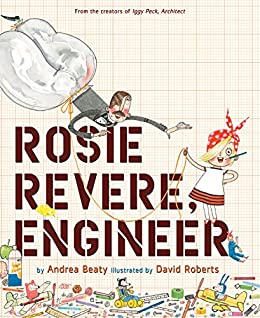 From the creators of Iggy Peck, Architect
ROSIE
REVERE,
ENGINEER
by Andrea Beaty illustrated by David Roberts